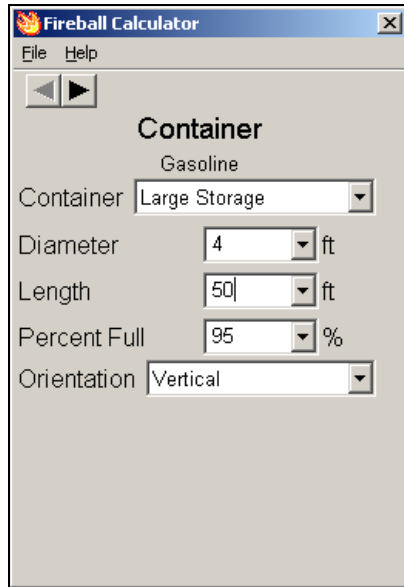 Fireball Calculator
File Help
Container
Gasoline
Container Large Storage
Diameter 4 ft
Length 50 ft
Percent Full 95 %
Orientation Vertical